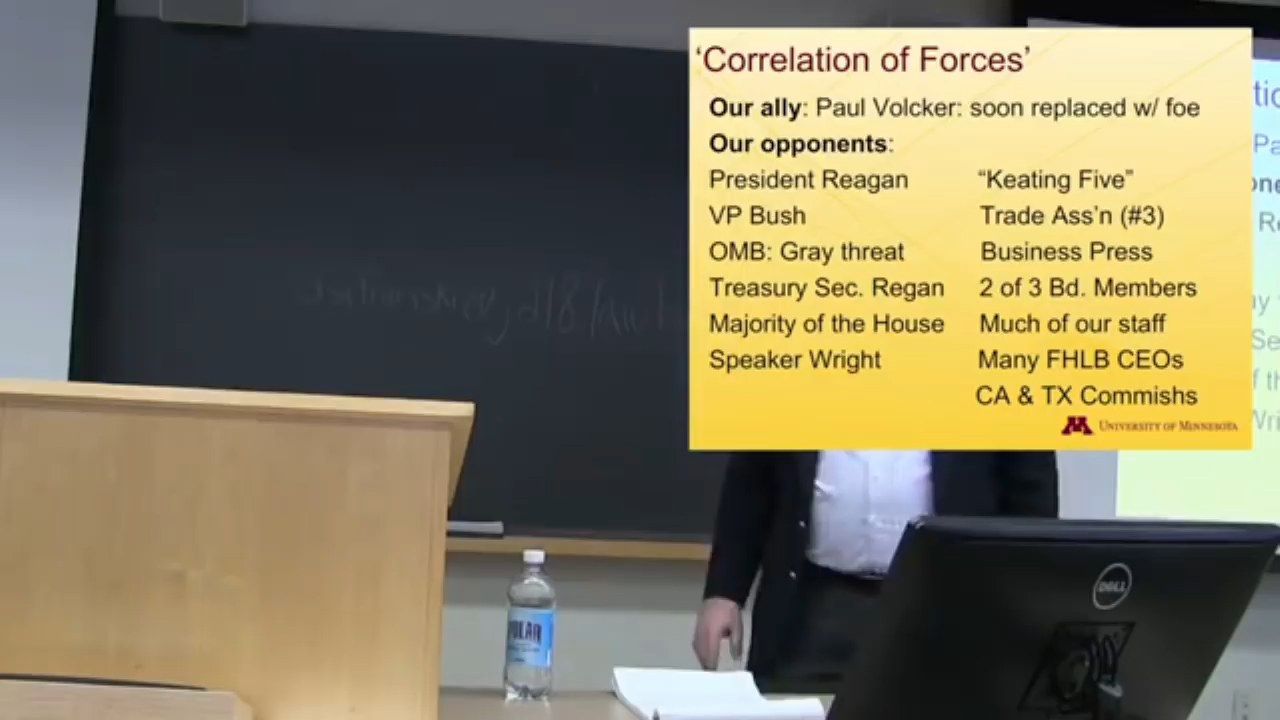 'Correlation of Forces'
Our ally: Paul Volcker: soon replaced w/ foe
Our opponents:
President Reagan
VP Bush
OMB: Gray threat
Treasury Sec. Regan
Majority of the House
Speaker Wright
"Keating Five"
Trade Ass'n (#3)
Business Press
2 of 3 Bd. Members
Much of our staff
Many FHLB CEOs
CA & TX Commishs
UNIVERSITY OF MINNESOTA
DELL